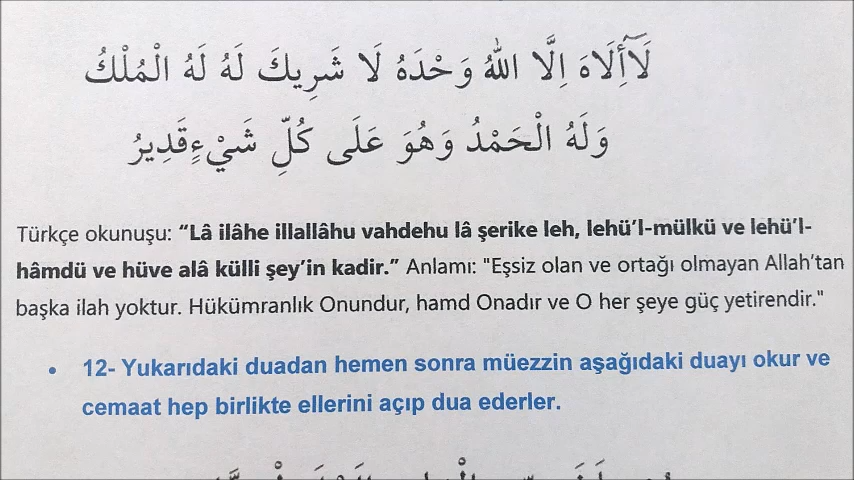 لَآأِلَاهَ اِلَّا اللهُ وَحْدَهُ لَا شَرِيكَ لَهُ لَهُ الْمُلْكُ
وَلَهُ الْحَمْدُ وَهُوَ عَلَى كُلِّ شَيْءٍقَدِيرُ
Türkçe okunuşu: “Lâ ilâhe illallâhu vahdehu lâ şerike leh, lehü’l-mülkü ve lehü’l-
hâmdü ve hüve alâ külli şey’in kadir.” Anlamı: "Eşsiz olan ve ortağı olmayan Allah’tan
başka ilah yoktur. Hükümranlık Onundur, hamd Onadır ve O her şeye güç yetirendir."
• 12- Yukarıdaki duadan hemen sonra müezzin aşağıdaki duayı okur ve
cemaat hep birlikte ellerini açıp dua ederler.